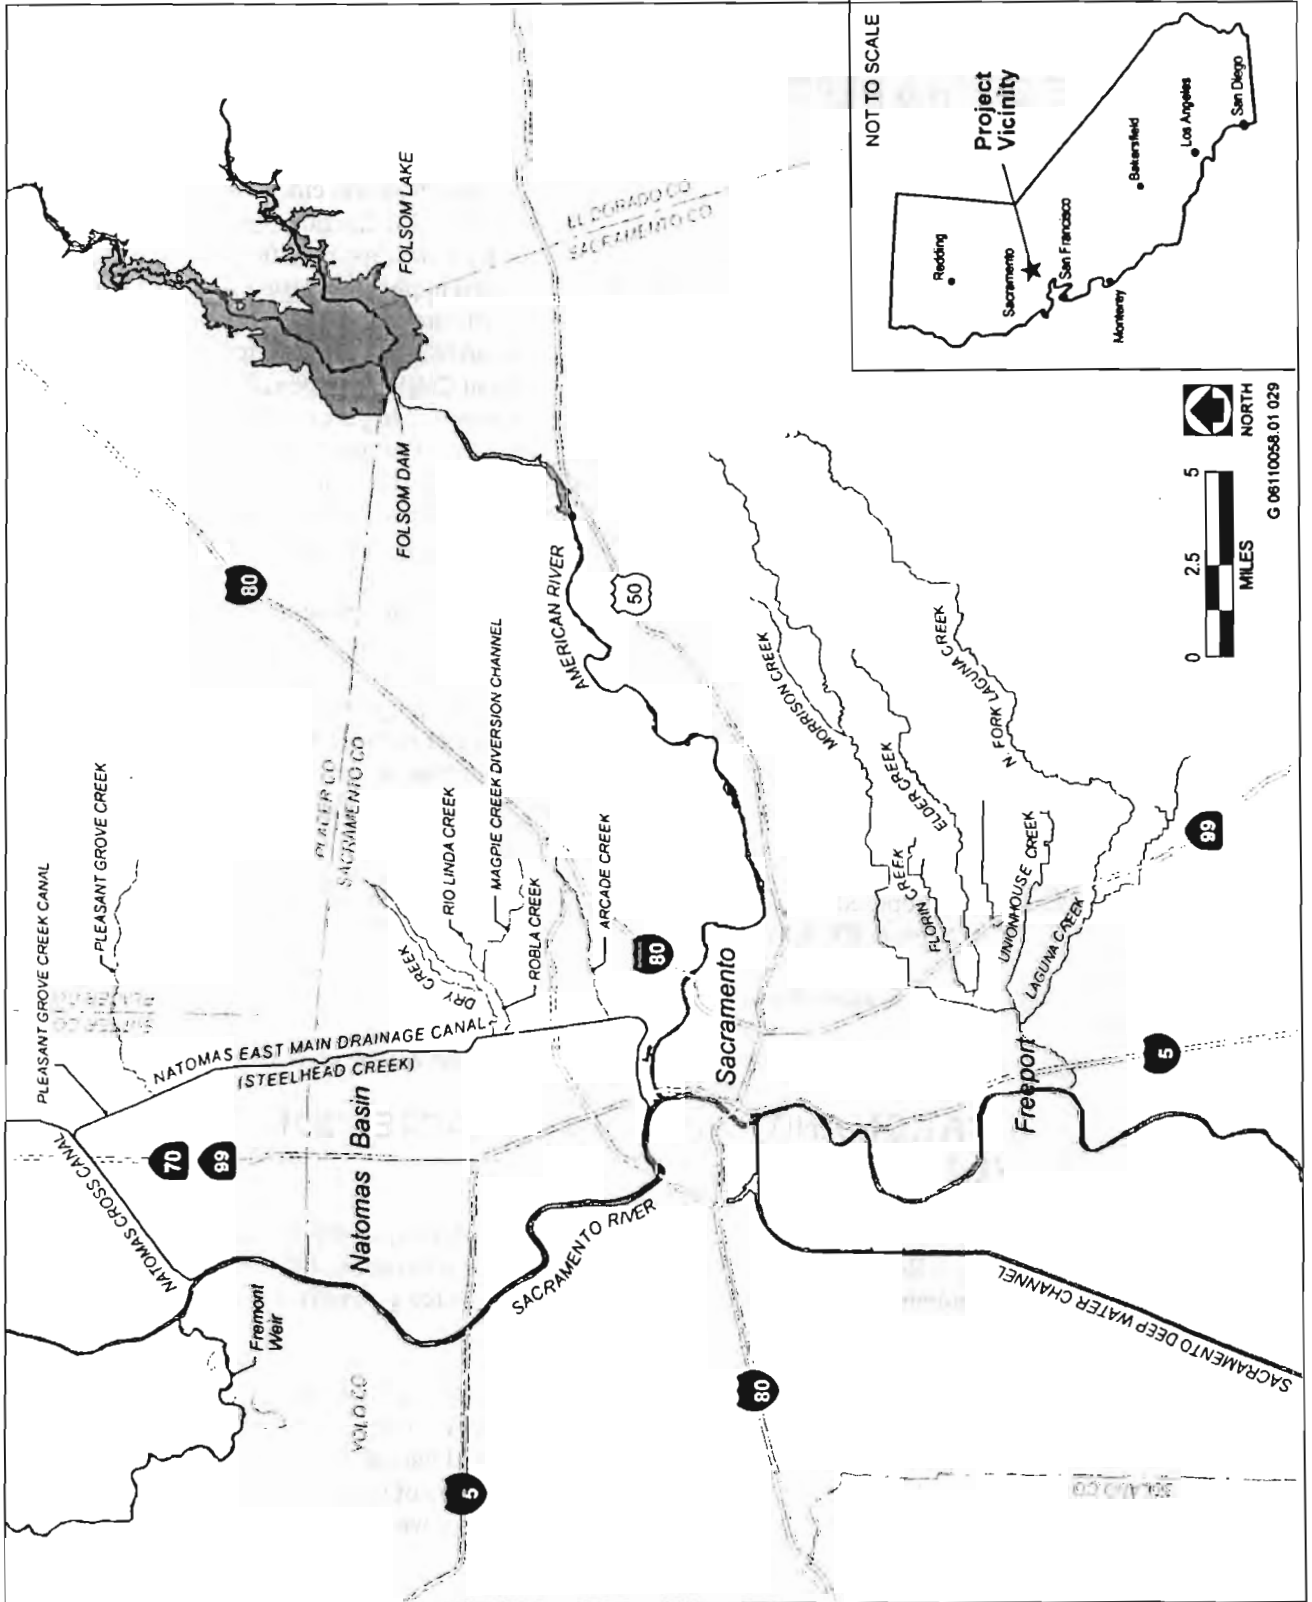 PLEASANT GROVE CREEK CANAL
PLEASANT GROVE CREEK
NATOMAS CROSS CANAL
70
99
NATOMAS EAST MAIN DRAINAGE CANAL
(STEELHEAD CREEK)
Natomas Basin
Fremont
Weir
YOLO CO
PLACER CO
SACRAMENTO CO
80
DRY CREEK
RIO LINDA CREEK
MAGPIE CREEK DIVERSION CHANNEL
ROBLA CREEK
ARCADE CREEK
80
FOLSOM LAKE
FOLSOM DAM
EL DORADO CO
SACRAMENTO CO
AMERICAN RIVER
50
SACRAMENTO RIVER
5
Sacramento
80
MORRISON CREEK
ELDER CREEK
FLORIN CREEK
UNIONHOUSE CREEK
LAGUNA CREEK
N. FORK LAGUNA CREEK
99
5
Freeport
SACRAMENTO DEEP WATER CHANNEL
SOLANO CO
NOT TO SCALE
Project
Vicinity
Redding
Sacramento
San Francisco
Monterey
Bakersfield
Los Angeles
San Diego
0 2.5 5
MILES
NORTH
G 06110058.01 029